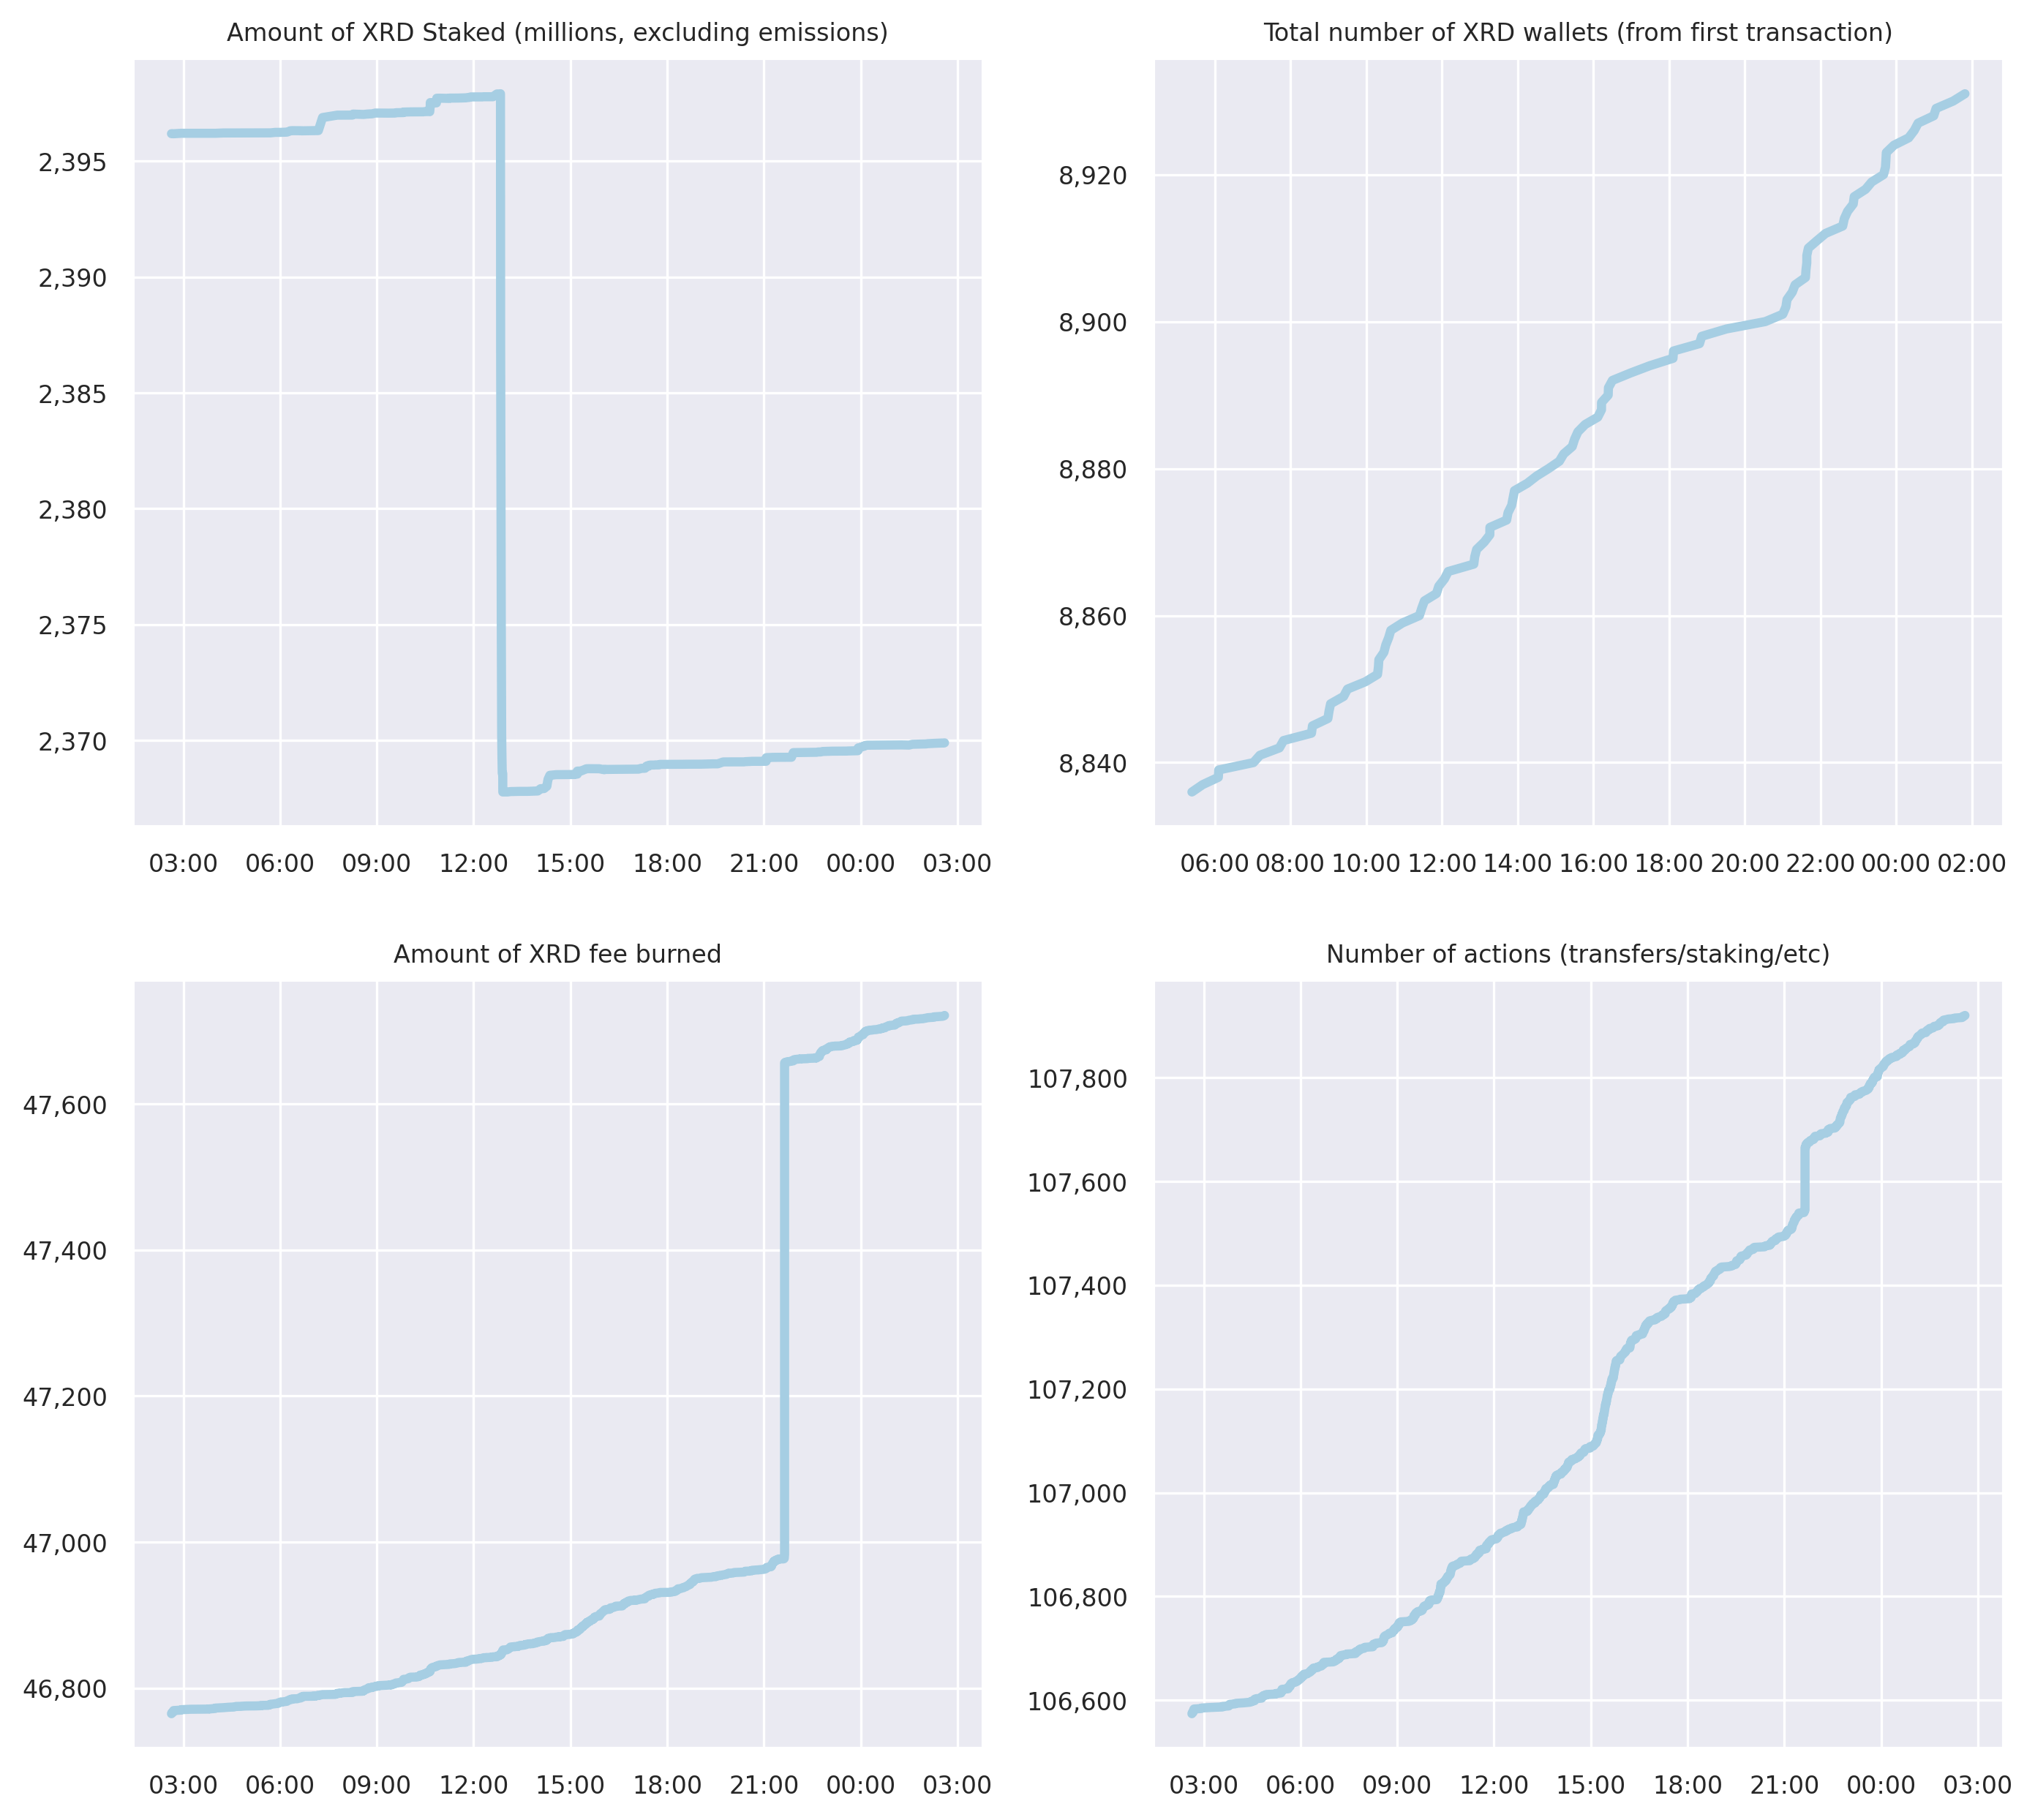 Amount of XRD Staked (millions, excluding emissions)
2,395
2,390
2,385
2,380
2,375
2,370
03:00 06:00 09:00 12:00 15:00 18:00 21:00 00:00 03:00
Total number of XRD wallets (from first transaction)
8,920
8,900
8,880
8,860
8,840
06:00 08:00 10:00 12:00 14:00 16:00 18:00 20:00 22:00 00:00 02:00
Amount of XRD fee burned
47,600
47,400
47,200
47,000
46,800
03:00 06:00 09:00 12:00 15:00 18:00 21:00 00:00 03:00
Number of actions (transfers/staking/etc)
107,800
107,600
107,400
107,200
107,000
106,800
106,600
03:00 06:00 09:00 12:00 15:00 18:00 21:00 00:00 03:00